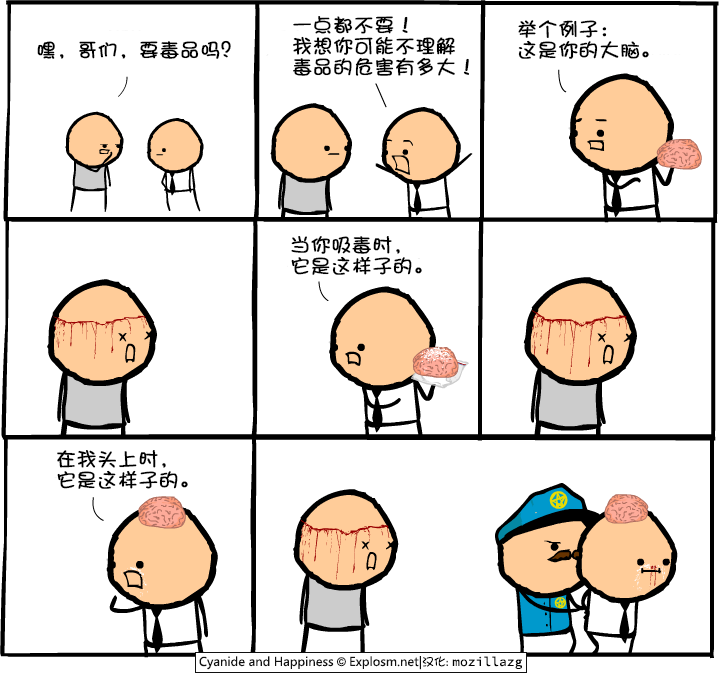 嘿，哥们，要毒品吗？
一点都不要！
我想你可能不理解
毒品的危害有多大！
举个例子：
这是你的大脑。
当你吸毒时，
它是这样子的。
在我头上时，
它是这样子的。
Cyanide and Happiness © Explosm.net|汉化: mozillazg